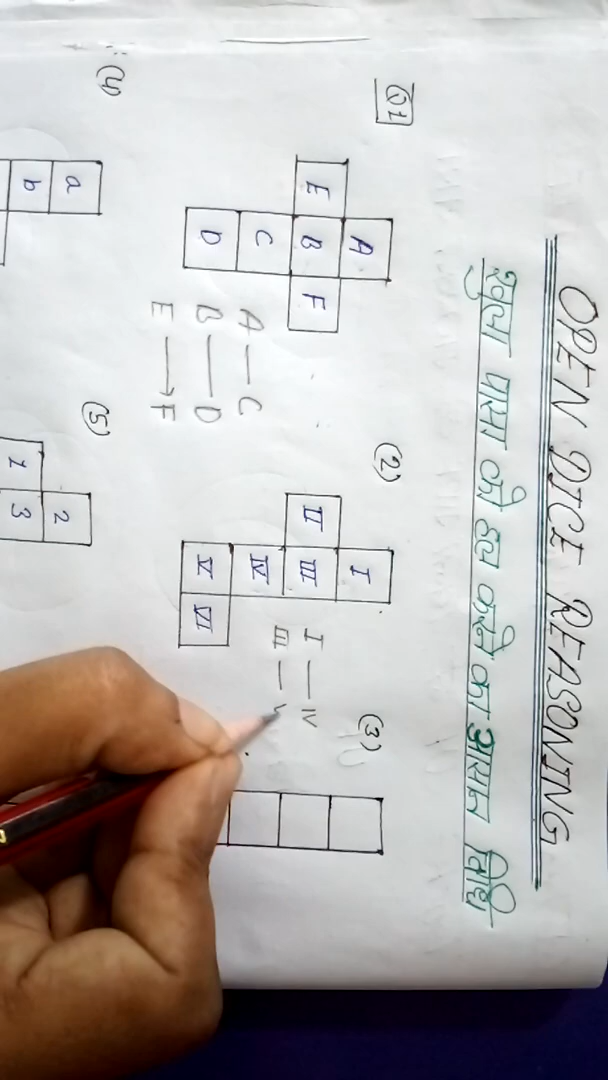 OPEN DICE REASONING
खुला पासा को हल करने का आसान विधि
Q1
E
A
B
F
C
D
A — C
B — D
E → F
(2)
I
II
III
IV
V
VI
I — IV
III — V
(3)
(4)
a
b
(5)
2
1
3